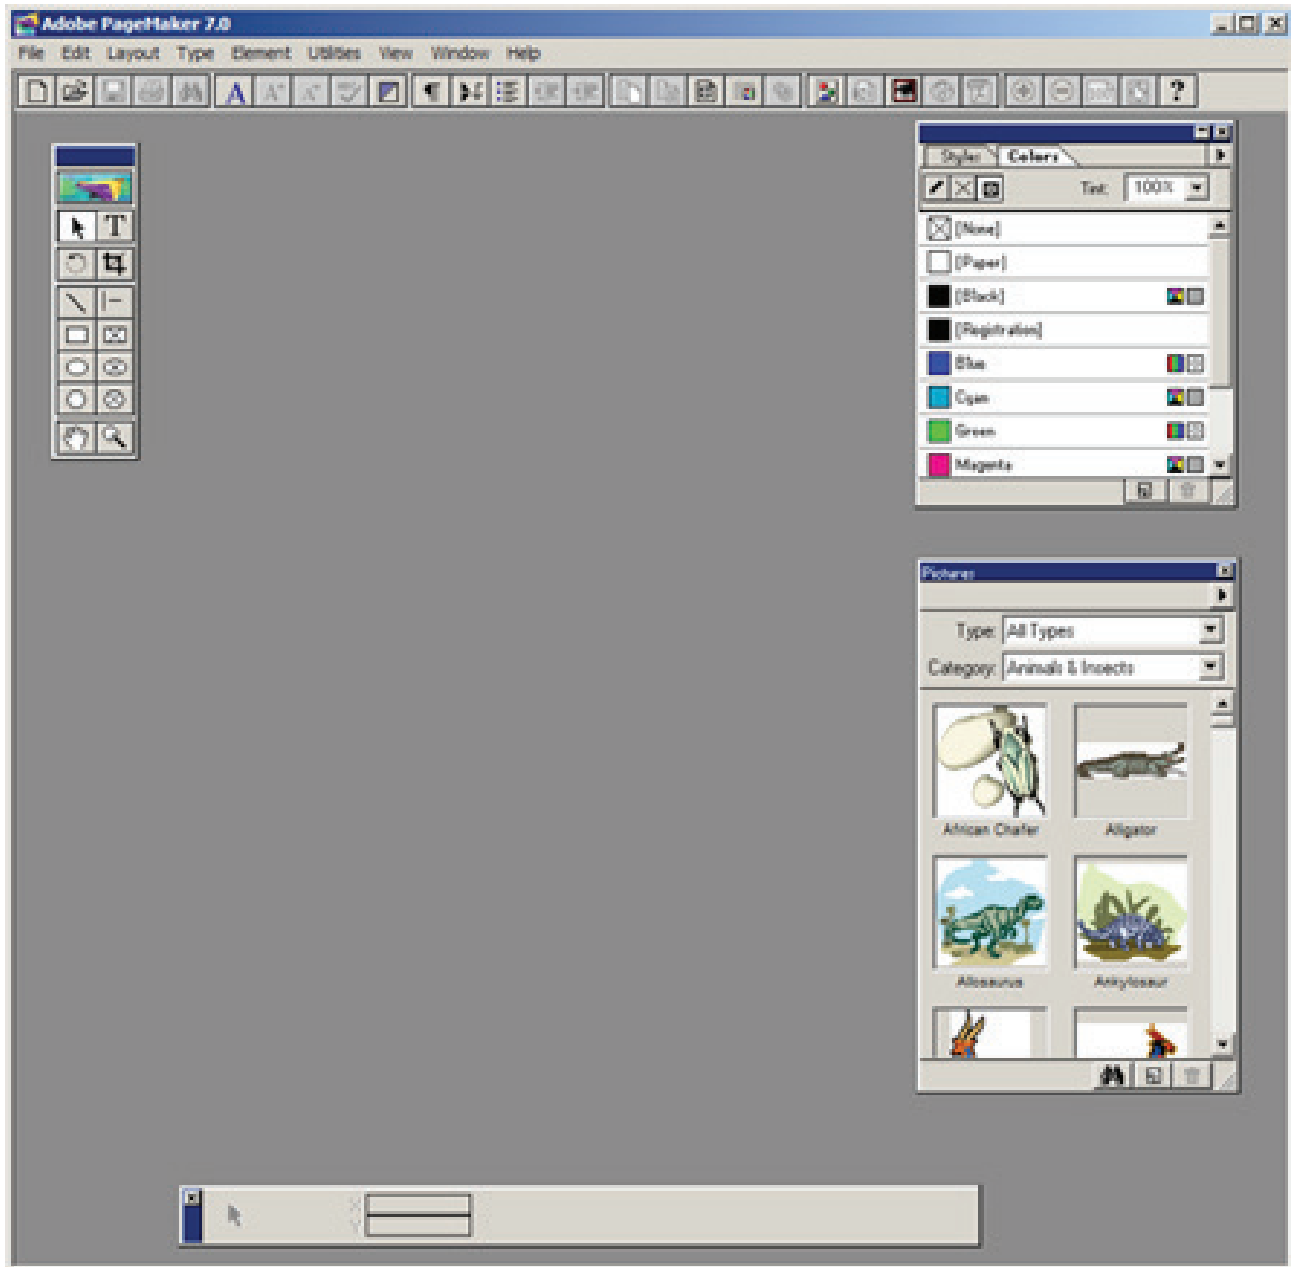 Adobe PageMaker 7.0
File Edit Layout Type Element Utilities View Window Help
Styles Colors
Tint: 100%
[None]
[Paper]
[Black]
[Registration]
Blue
Cyan
Green
Magenta
Pictures
Type: All Types
Category: Animals & Insects
African Chafer Alligator
Allosaurus Ankylosaur
X
Y